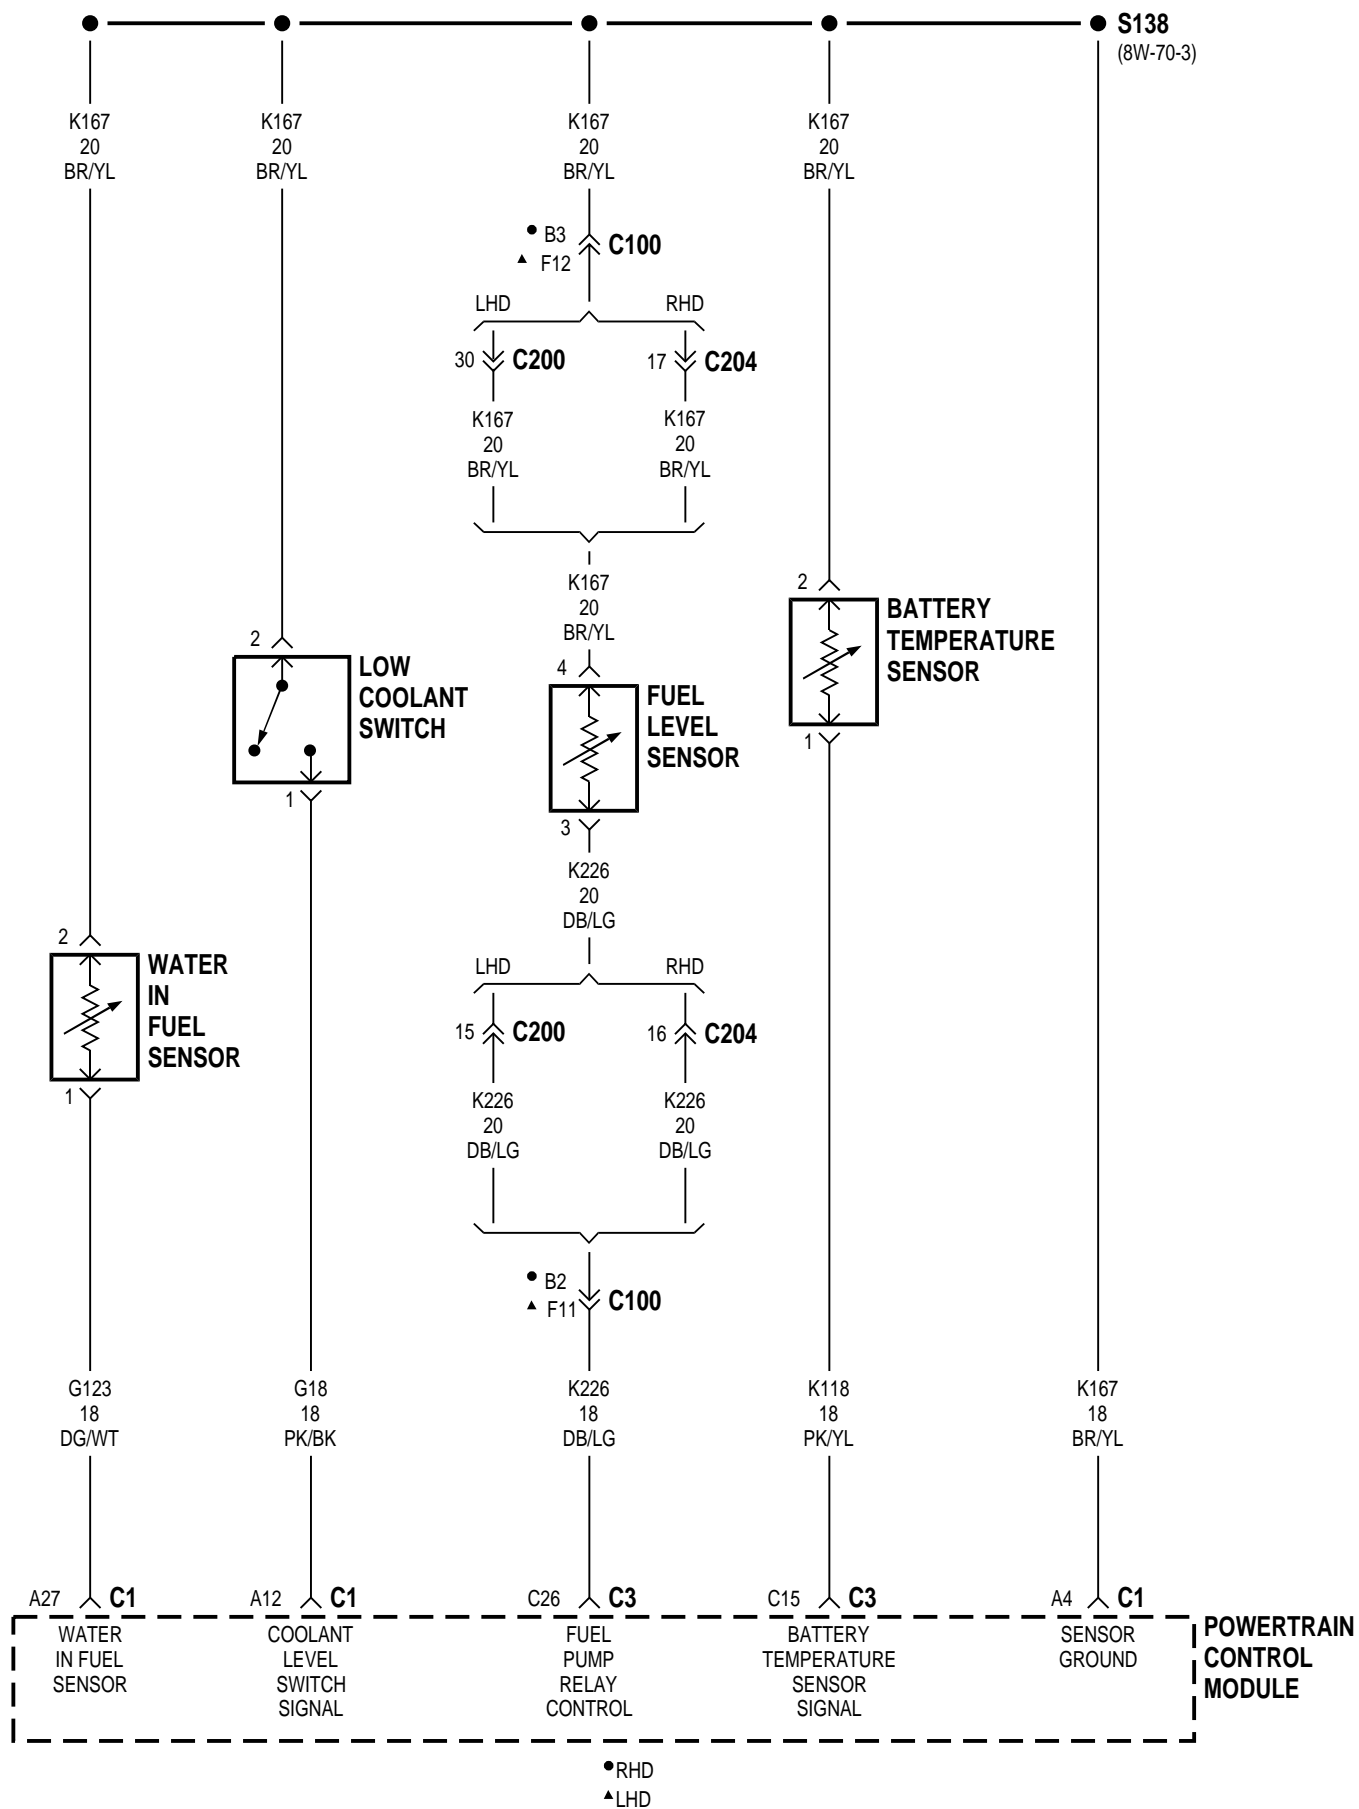 S138
(8W-70-3)
K167
20
BR/YL
K167
20
BR/YL
K167
20
BR/YL
K167
20
BR/YL
B3
F12
C100
LHD
RHD
30
C200
17
C204
K167
20
BR/YL
K167
20
BR/YL
K167
20
BR/YL
2
BATTERY
TEMPERATURE
SENSOR
1
2
LOW
COOLANT
SWITCH
1
4
FUEL
LEVEL
SENSOR
3
K226
20
DB/LG
2
WATER
IN
FUEL
SENSOR
1
LHD
RHD
15
C200
16
C204
K226
20
DB/LG
K226
20
DB/LG
B2
F11
C100
G123
18
DG/WT
G18
18
PK/BK
K226
18
DB/LG
K118
18
PK/YL
K167
18
BR/YL
A27
C1
A12
C1
C26
C3
C15
C3
A4
C1
WATER
IN FUEL
SENSOR
COOLANT
LEVEL
SWITCH
SIGNAL
FUEL
PUMP
RELAY
CONTROL
BATTERY
TEMPERATURE
SENSOR
SIGNAL
SENSOR
GROUND
POWERTRAIN
CONTROL
MODULE
RHD
LHD